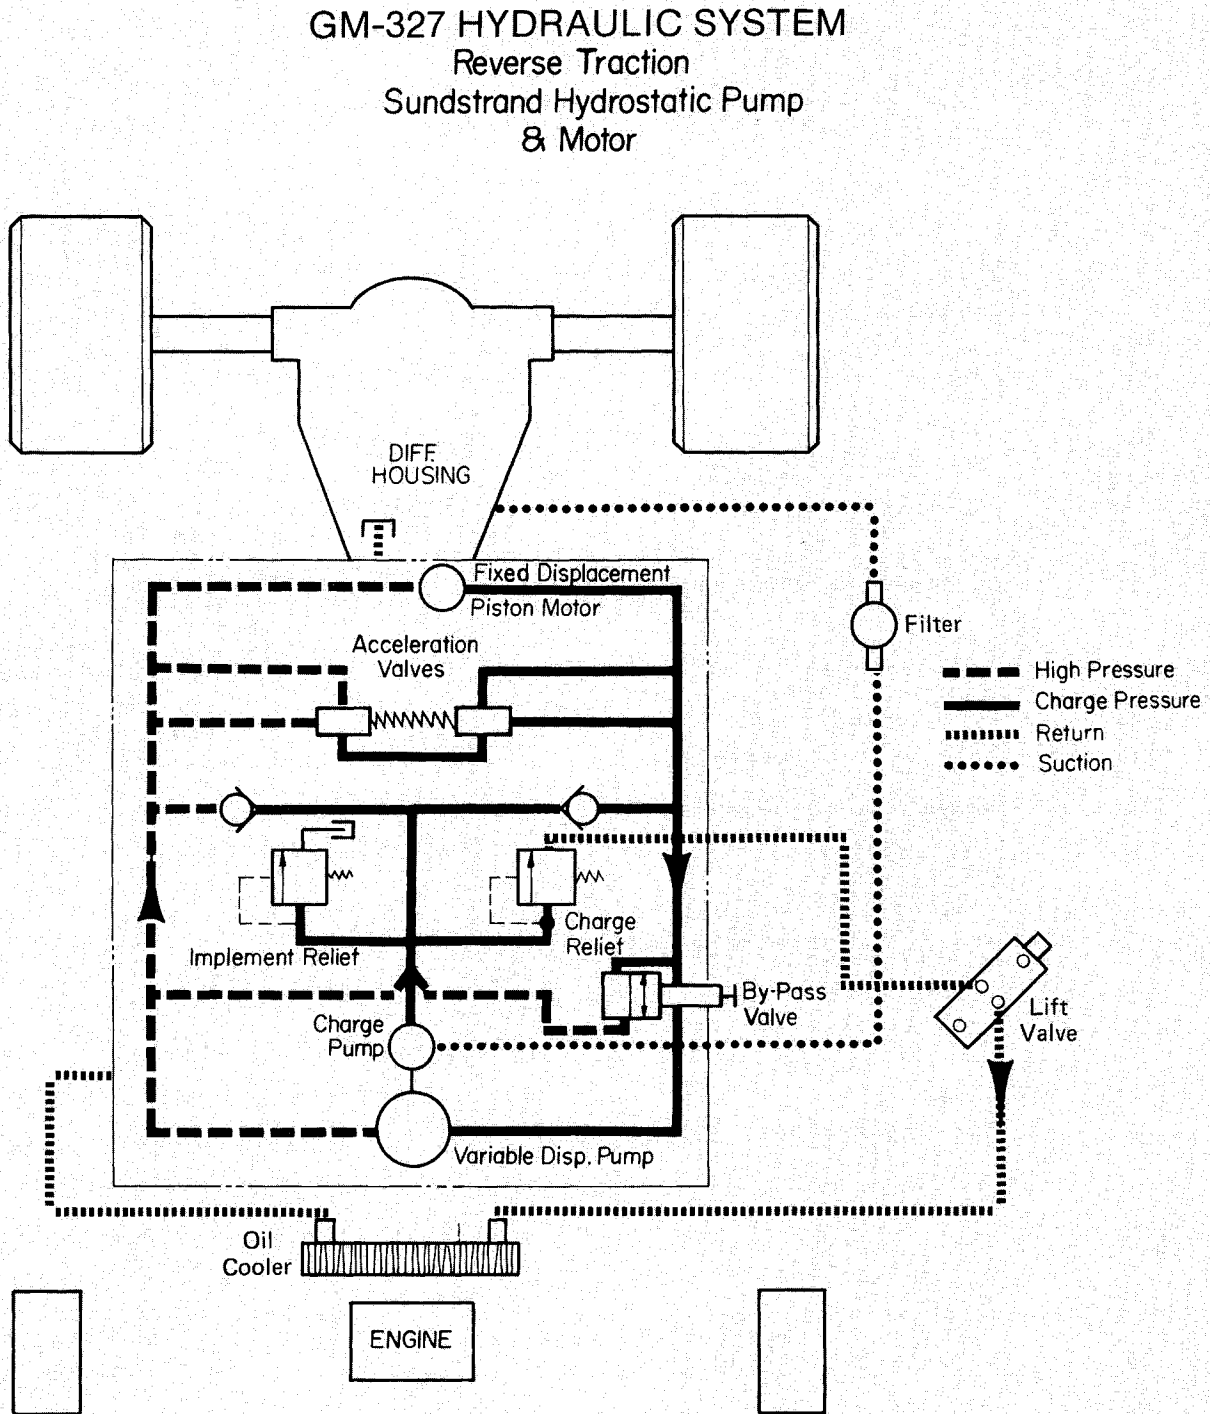 GM-327 HYDRAULIC SYSTEM
Reverse Traction
Sundstrand Hydrostatic Pump
& Motor
DIFF.
HOUSING
Fixed Displacement
Piston Motor
Acceleration
Valves
Filter
High Pressure
Charge Pressure
Return
Suction
Charge
Relief
Implement Relief
By-Pass
Valve
Lift
Valve
Charge
Pump
Variable Disp. Pump
Oil
Cooler
ENGINE